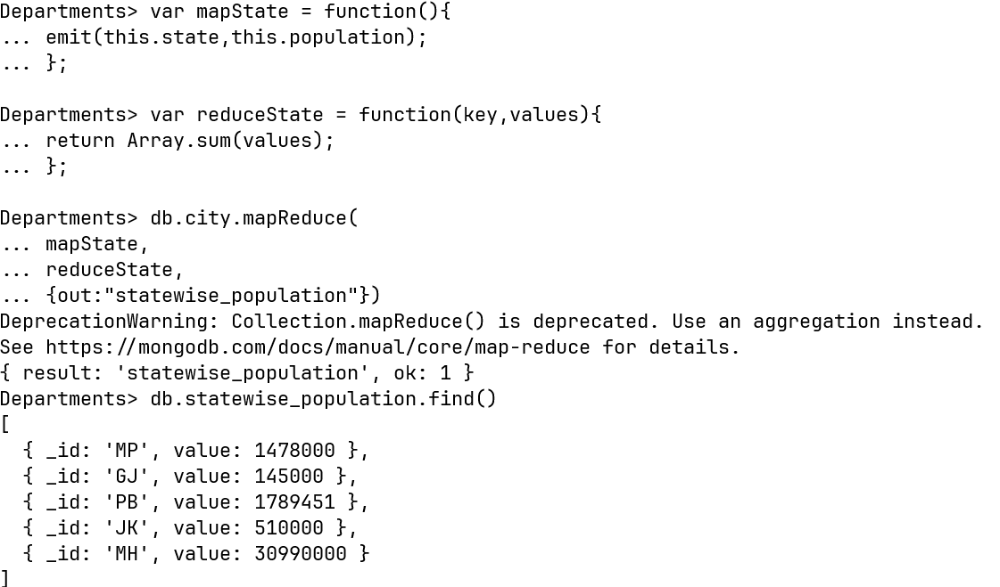 Departments> var mapState = function(){
... emit(this.state,this.population);
... };
Departments> var reduceState = function(key,values){
... return Array.sum(values);
... };
Departments> db.city.mapReduce(
... mapState,
... reduceState,
... {out:"statewise_population"})
DeprecationWarning: Collection.mapReduce() is deprecated. Use an aggregation instead.
See https://mongodb.com/docs/manual/core/map-reduce for details.
{ result: 'statewise_population', ok: 1 }
Departments> db.statewise_population.find()
[
  { _id: 'MP', value: 1478000 },
  { _id: 'GJ', value: 145000 },
  { _id: 'PB', value: 1789451 },
  { _id: 'JK', value: 510000 },
  { _id: 'MH', value: 30990000 }
]